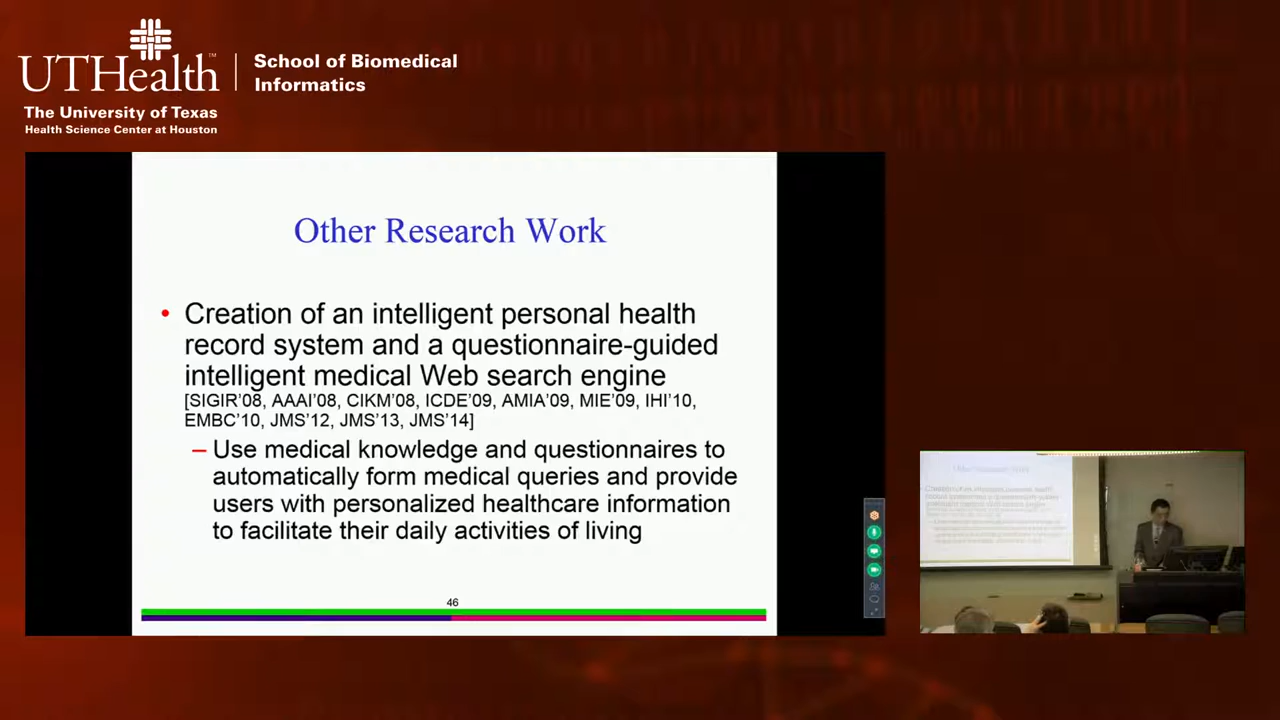 UTHealth™
School of Biomedical
Informatics
The University of Texas
Health Science Center at Houston
Other Research Work
• Creation of an intelligent personal health
record system and a questionnaire-guided
intelligent medical Web search engine
[SIGIR'08, AAAI'08, CIKM'08, ICDE'09, AMIA'09, MIE'09, IHI'10,
EMBC'10, JMS'12, JMS'13, JMS'14]
– Use medical knowledge and questionnaires to
automatically form medical queries and provide
users with personalized healthcare information
to facilitate their daily activities of living
46
Other Research Work